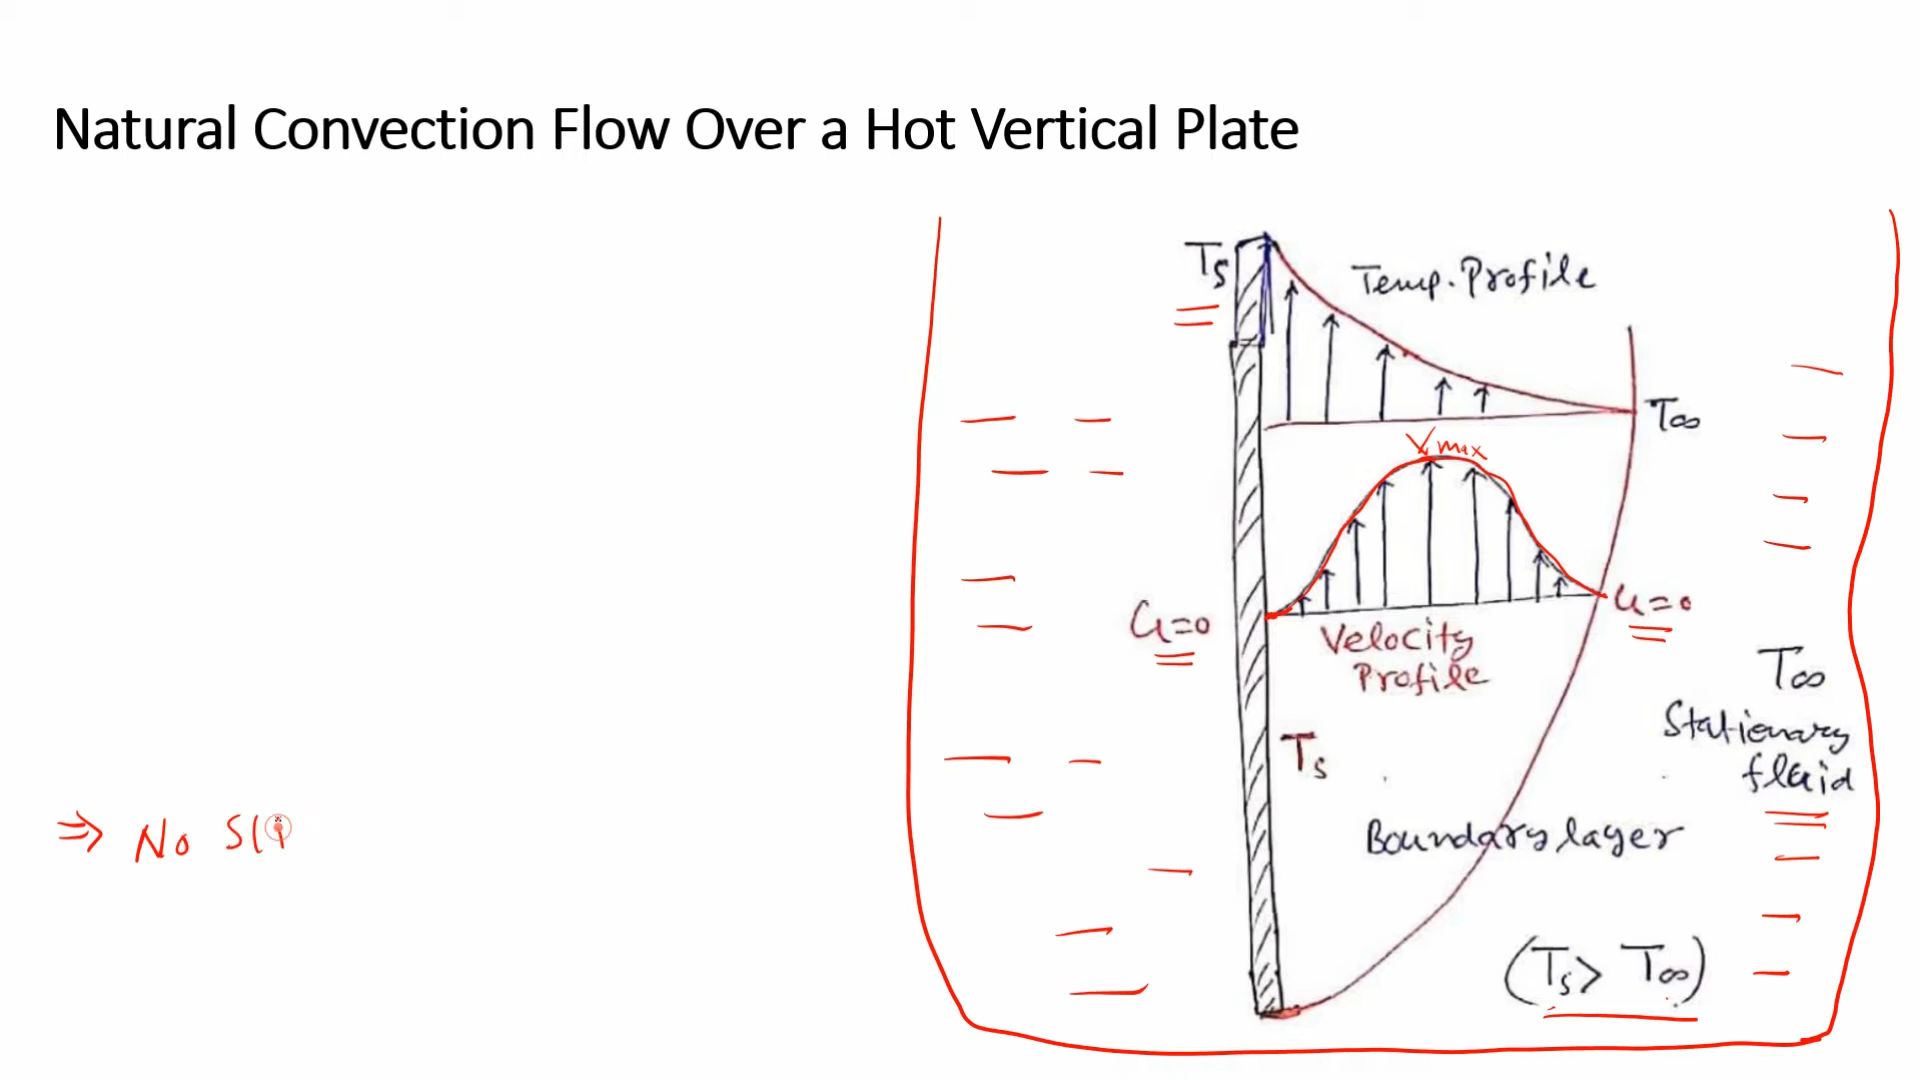 Natural Convection Flow Over a Hot Vertical Plate
Ts
Temp. Profile
T∞
Vmax
u=0
u=0
Velocity
Profile
T∞
Stationary
fluid
Ts
⇒ No Sli
Boundary layer
(Ts > T∞)